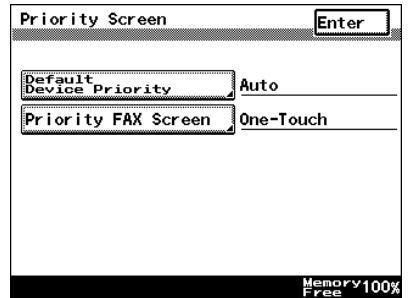 Priority Screen
Enter
Default
Device Priority
Auto
Priority FAX Screen
One-Touch
Memory
Free 100%